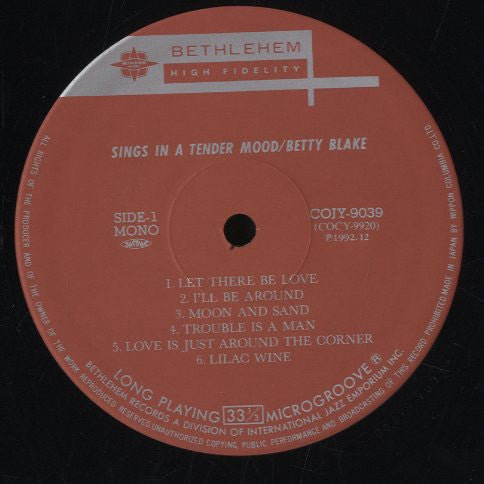 BETHLEHEM
BETHLEHEM
HIGH FIDELITY
SINGS IN A TENDER MOOD/BETTY BLAKE
SIDE-1
MONO
COJY-9039
(COCY-9920)
℗1992.12
1. LET THERE BE LOVE
2. I'LL BE AROUND
3. MOON AND SAND
4. TROUBLE IS A MAN
5. LOVE IS JUST AROUND THE CORNER
6. LILAC WINE
LONG PLAYING 33⅓ MICROGROOVE®
BETHLEHEM RECORDS A DIVISION OF INTERNATIONAL JAZZ EMPORIUM INC.
ALL RIGHTS OF THE PRODUCER AND OF THE OWNER OF THE WORK REPRODUCED RESERVED.UNAUTHORIZED COPYING, PUBLIC PERFORMANCE AND BROADCASTING OF THIS RECORD PROHIBITED.MADE IN JAPAN BY NIPPON COLUMBIA CO.,LTD.